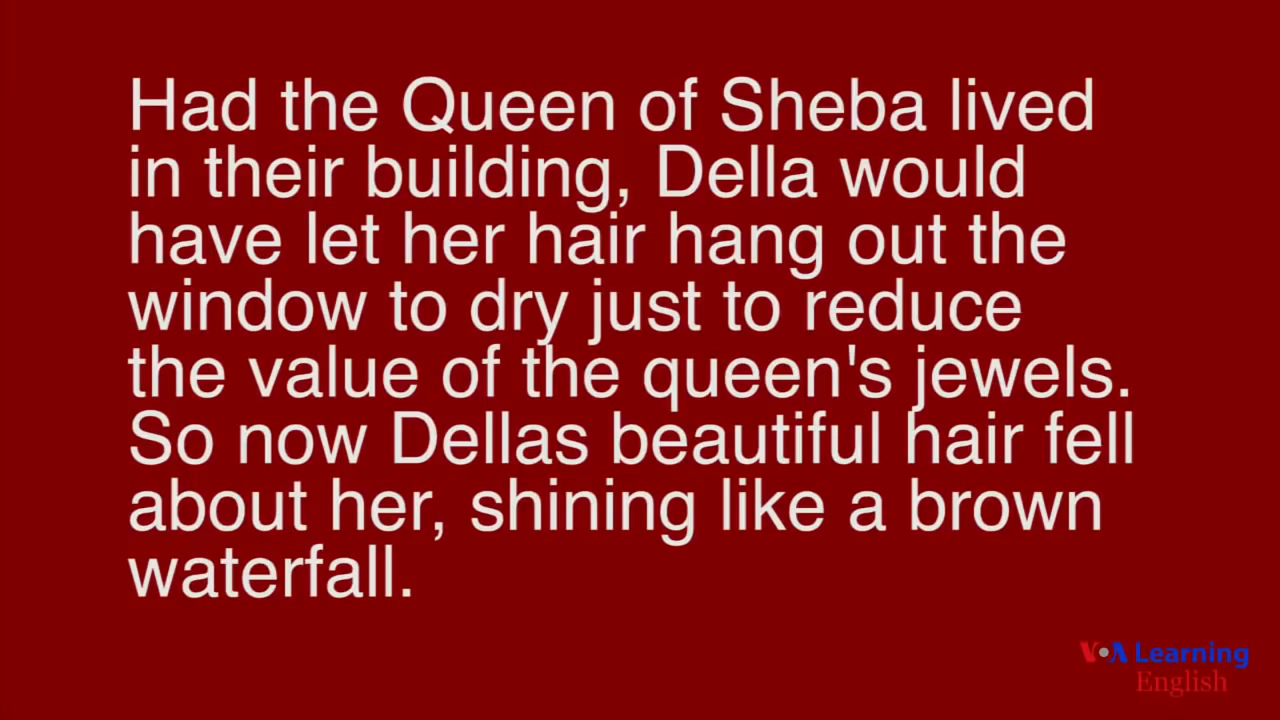 Had the Queen of Sheba lived
in their building, Della would
have let her hair hang out the
window to dry just to reduce
the value of the queen's jewels.
So now Dellas beautiful hair fell
about her, shining like a brown
waterfall.
VOA Learning
English